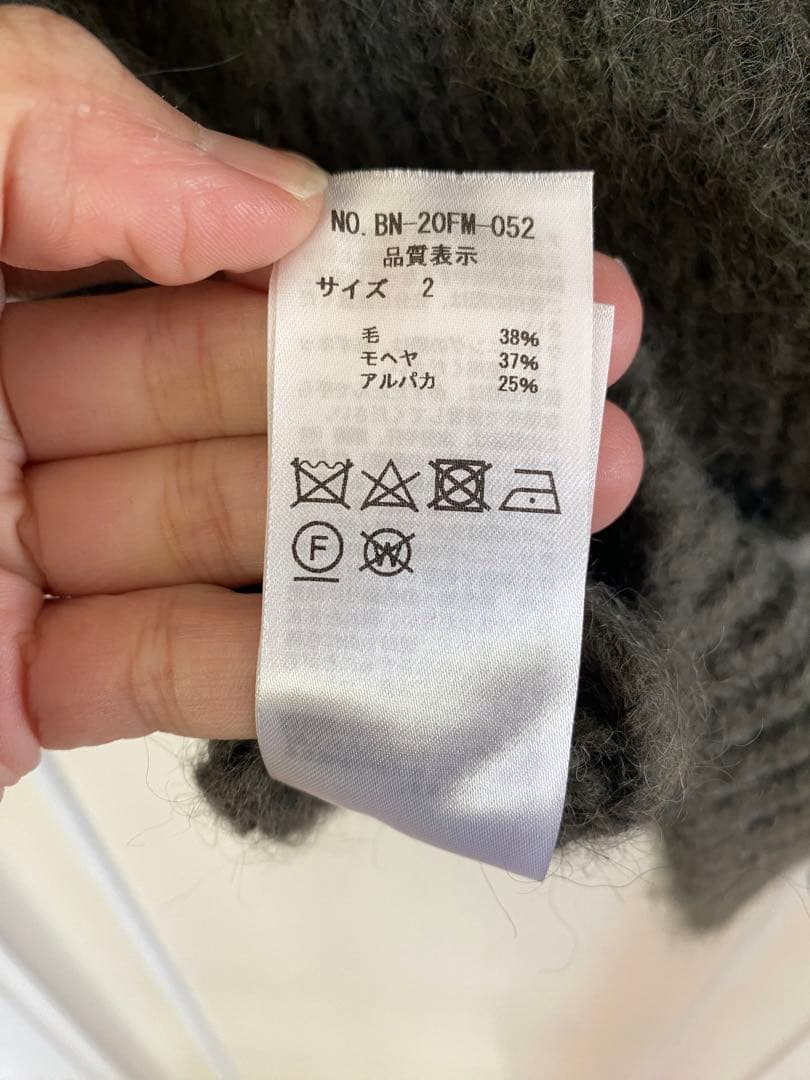 NO. BN-20FM-052
品質表示
サイズ 2
毛 38%
モヘヤ 37%
アルパカ 25%
F W